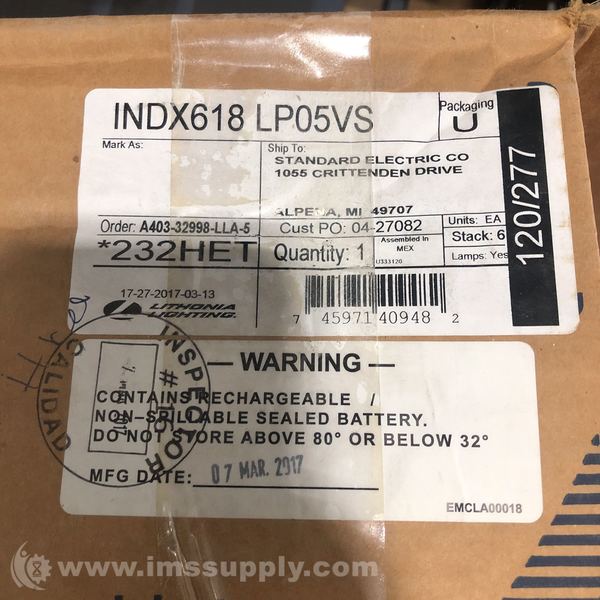 INDX618 LP05VS
Packaging
U
Mark As:
Ship To:
STANDARD ELECTRIC CO
1055 CRITTENDEN DRIVE
ALPENA, MI 49707
120/277
Order: A403-32998-LLA-5
Cust PO: 04-27082
Units: EA
*232HET
Quantity: 1
Assembled in
MEX
U333120
Stack: 6
Lamps: Yes
17-27-2017-03-13
LITHONIA
LIGHTING.
7 45971 40948 2
INSPECTOR
#
CALIDAD
WARNING
CONTAINS RECHARGEABLE /
NON-SPILLABLE SEALED BATTERY.
DO NOT STORE ABOVE 80° OR BELOW 32°
MFG DATE: 07 MAR. 2017
EMCLA00018
www.imssupply.com